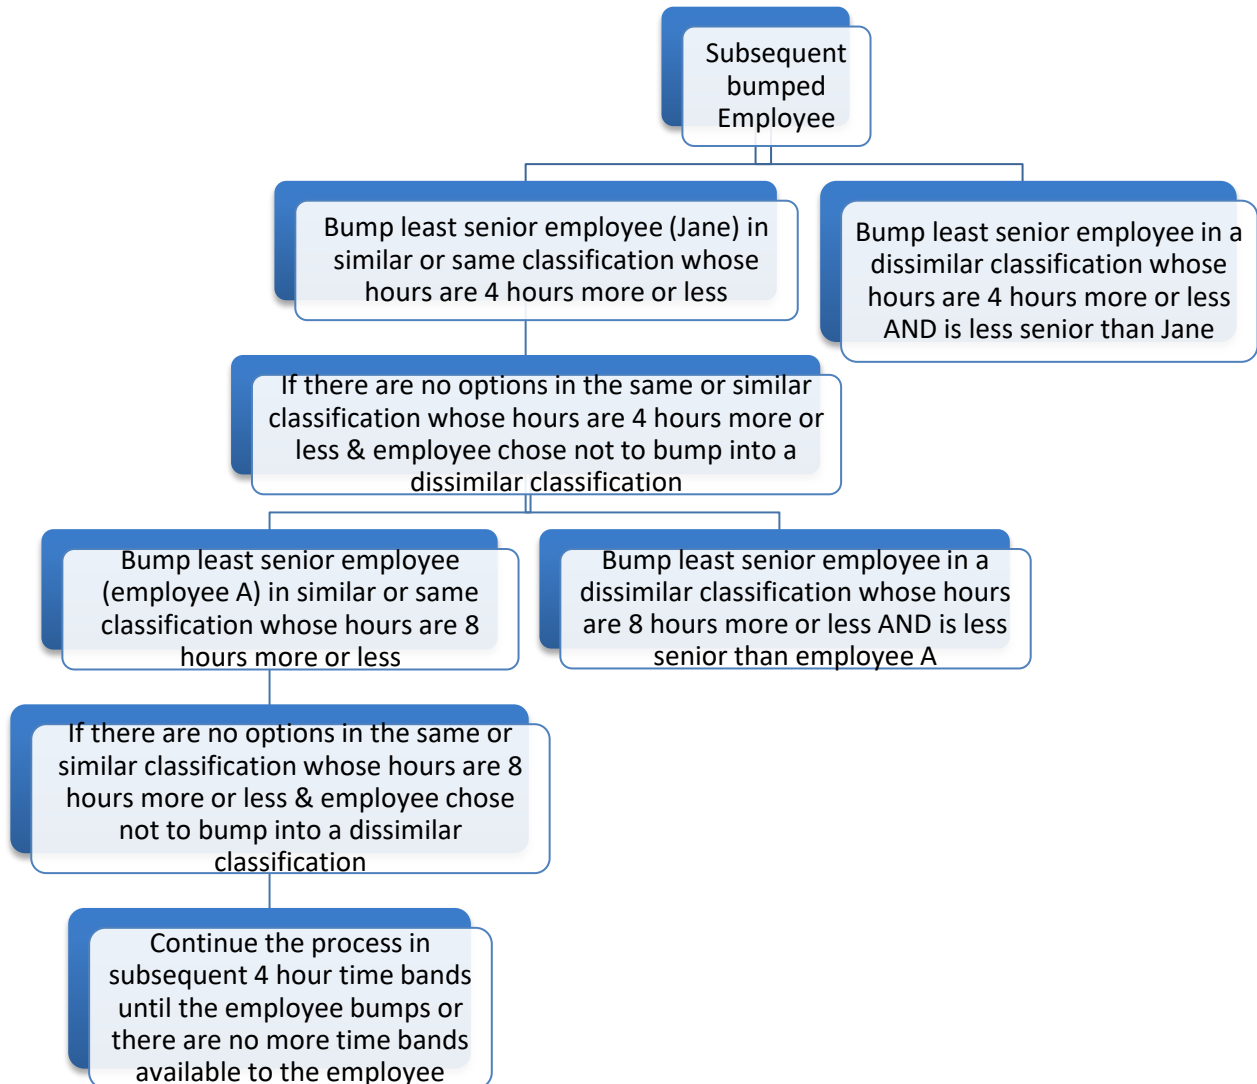 Subsequent
bumped
Employee
Bump least senior employee (Jane) in
similar or same classification whose
hours are 4 hours more or less
Bump least senior employee in a
dissimilar classification whose
hours are 4 hours more or less
AND is less senior than Jane
If there are no options in the same or similar
classification whose hours are 4 hours more or
less & employee chose not to bump into a
dissimilar classification
Bump least senior employee
(employee A) in similar or same
classification whose hours are 8
hours more or less
Bump least senior employee in a
dissimilar classification whose hours
are 8 hours more or less AND is less
senior than employee A
If there are no options in the same or
similar classification whose hours are 8
hours more or less & employee chose
not to bump into a dissimilar
classification
Continue the process in
subsequent 4 hour time bands
until the employee bumps or
there are no more time bands
available to the employee